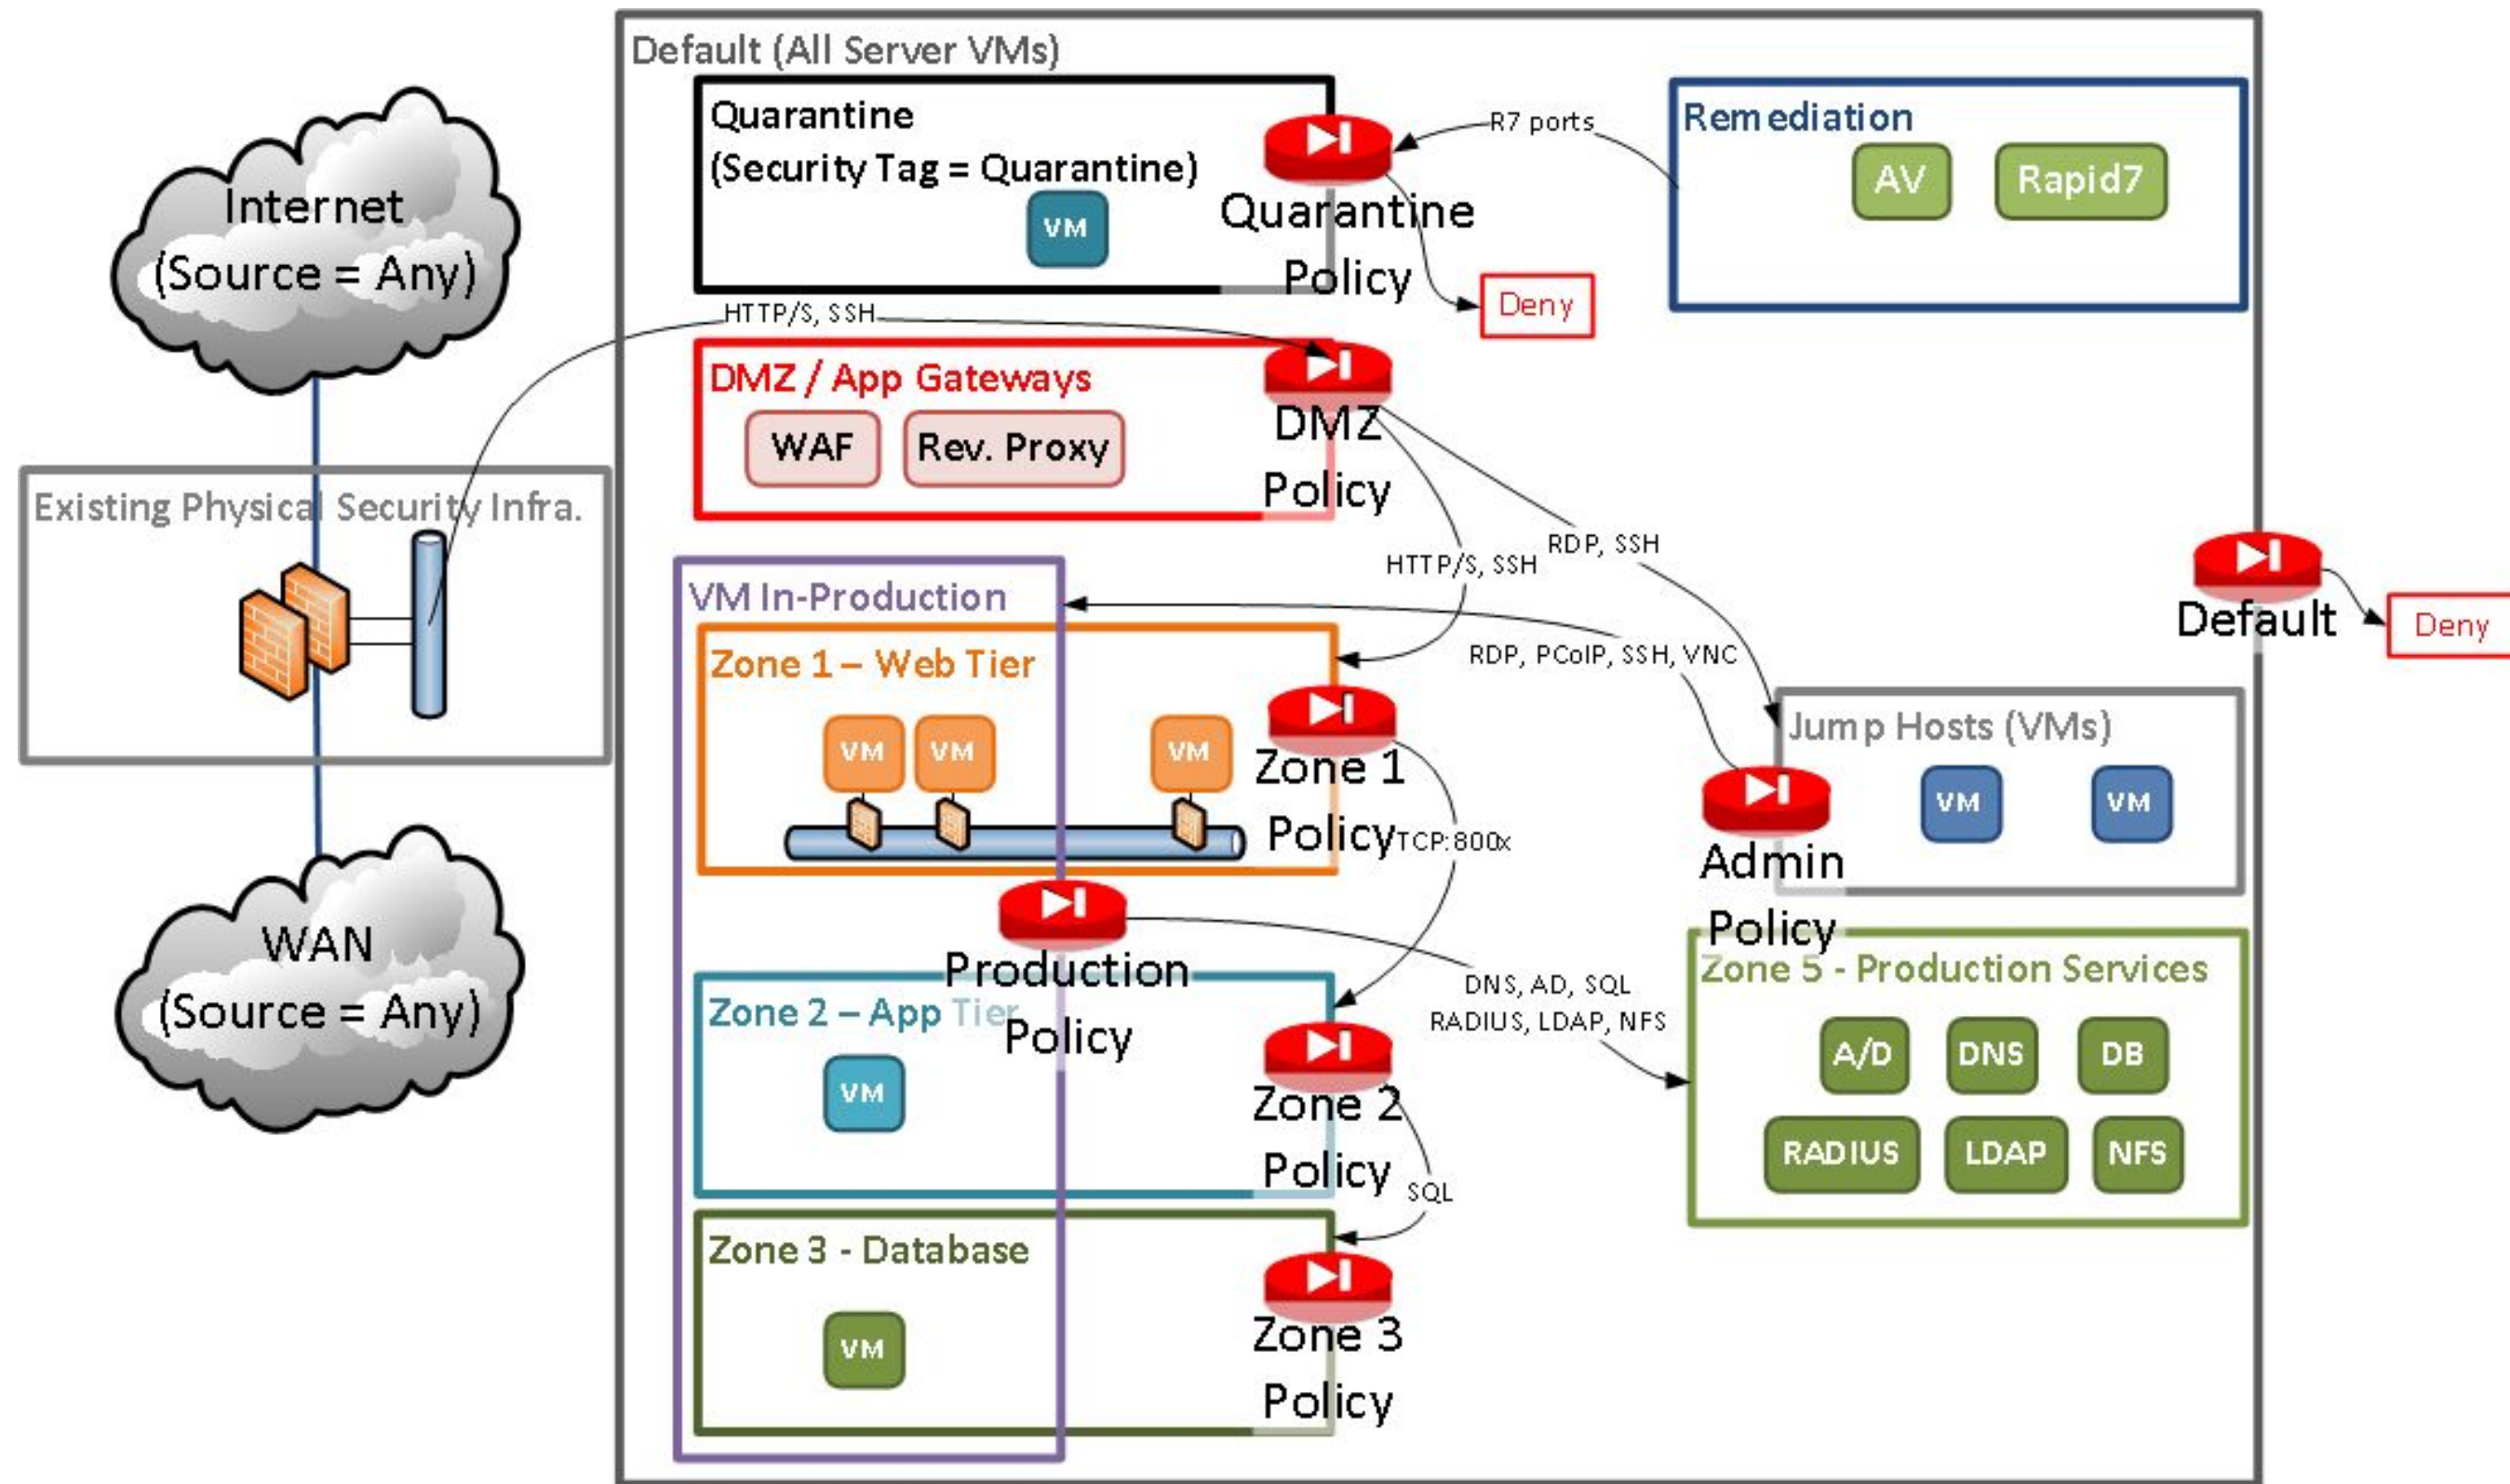 Default (All Server VMs)
Quarantine
(Security Tag = Quarantine)
VM
Quarantine
Policy
R7 ports
Deny
Remediation
AV
Rapid7
Internet
(Source = Any)
HTTP/S, SSH
DMZ / App Gateways
WAF
Rev. Proxy
DMZ
Policy
Existing Physical Security Infra.
HTTP/S, SSH
RDP, SSH
Default
Deny
VM In-Production
RDP, PCoIP, SSH, VNC
Zone 1 – Web Tier
VM
VM
VM
Zone 1
Policy
TCP:800x
Jump Hosts (VMs)
VM
VM
Admin
Policy
WAN
(Source = Any)
Production
Policy
DNS, AD, SQL
RADIUS, LDAP, NFS
Zone 2 – App Tier
VM
Zone 2
Policy
SQL
Zone 5 - Production Services
A/D
DNS
DB
RADIUS
LDAP
NFS
Zone 3 - Database
VM
Zone 3
Policy